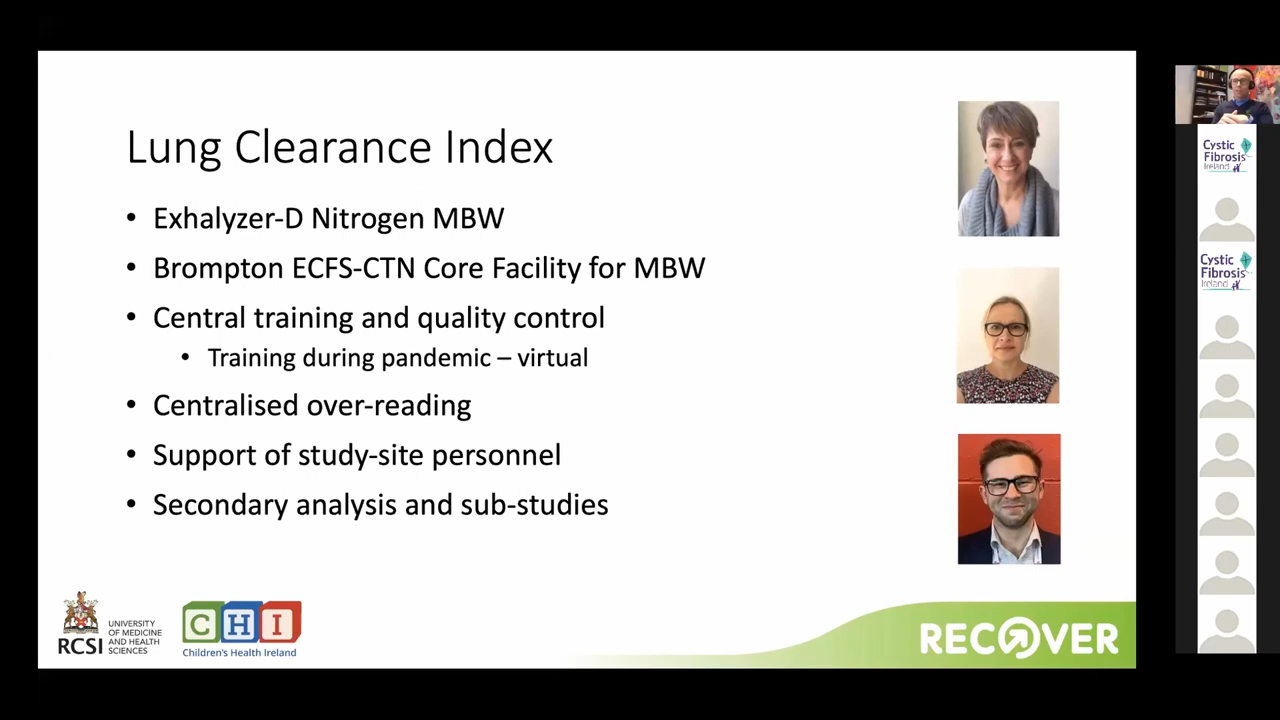 Lung Clearance Index
• Exhalyzer-D Nitrogen MBW
• Brompton ECFS-CTN Core Facility for MBW
• Central training and quality control
• Training during pandemic – virtual
• Centralised over-reading
• Support of study-site personnel
• Secondary analysis and sub-studies
RCSI
UNIVERSITY
OF MEDICINE
AND HEALTH
SCIENCES
CHI
Children's Health Ireland
RECOVER
Cystic
Fibrosis
Ireland
Cystic
Fibrosis
Ireland